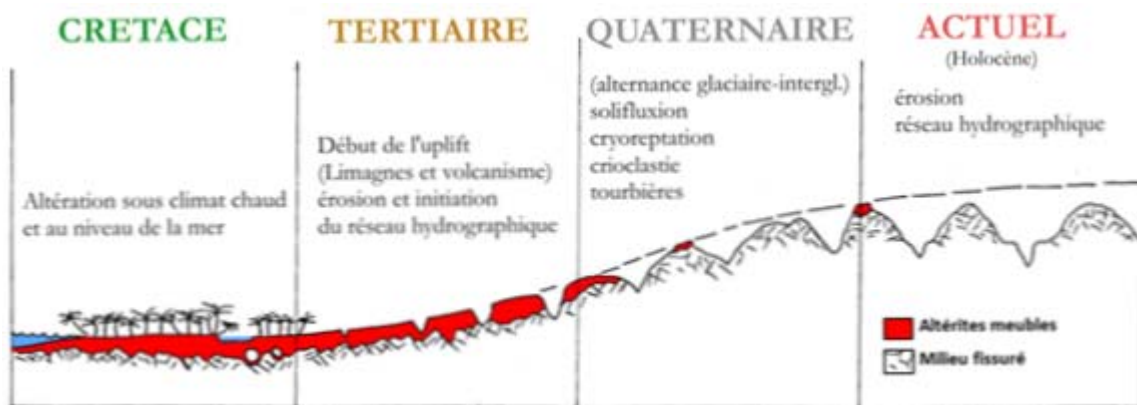 CRETACE
TERTIAIRE
QUATERNAIRE
ACTUEL
(Holocène)
Altération sous climat chaud
et au niveau de la mer
Début de l'uplift
(Limagnes et volcanisme)
érosion et initiation
du réseau hydrographique
(alternance glaciaire-intergl.)
solifluxion
cryoreptation
crioclastie
tourbières
érosion
réseau hydrographique
Altérites meubles
Milieu fissuré